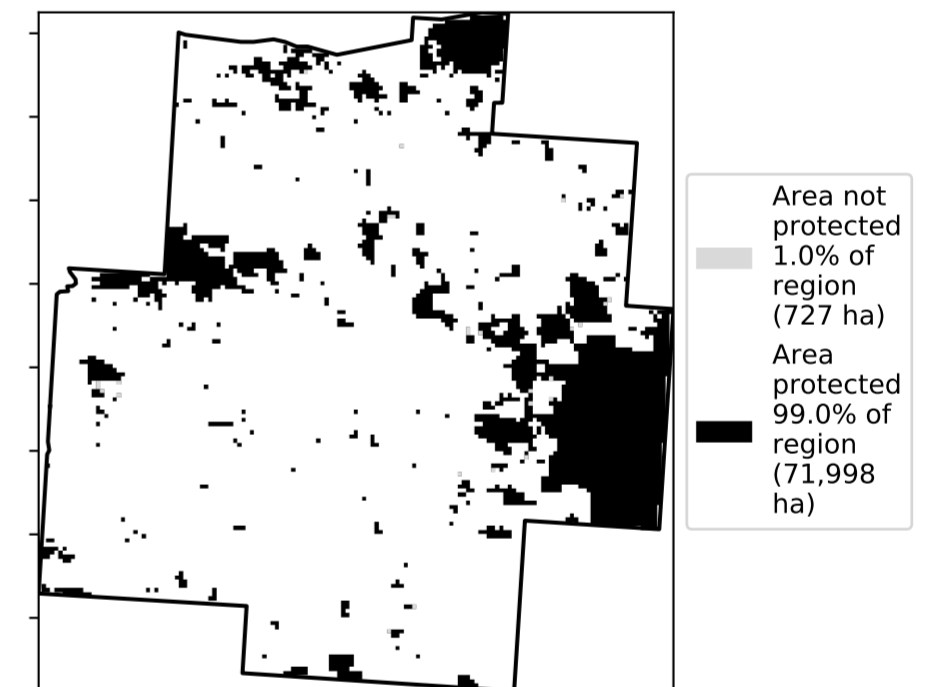 Area not
protected
1.0% of
region
(727 ha)
Area
protected
99.0% of
region
(71,998
ha)